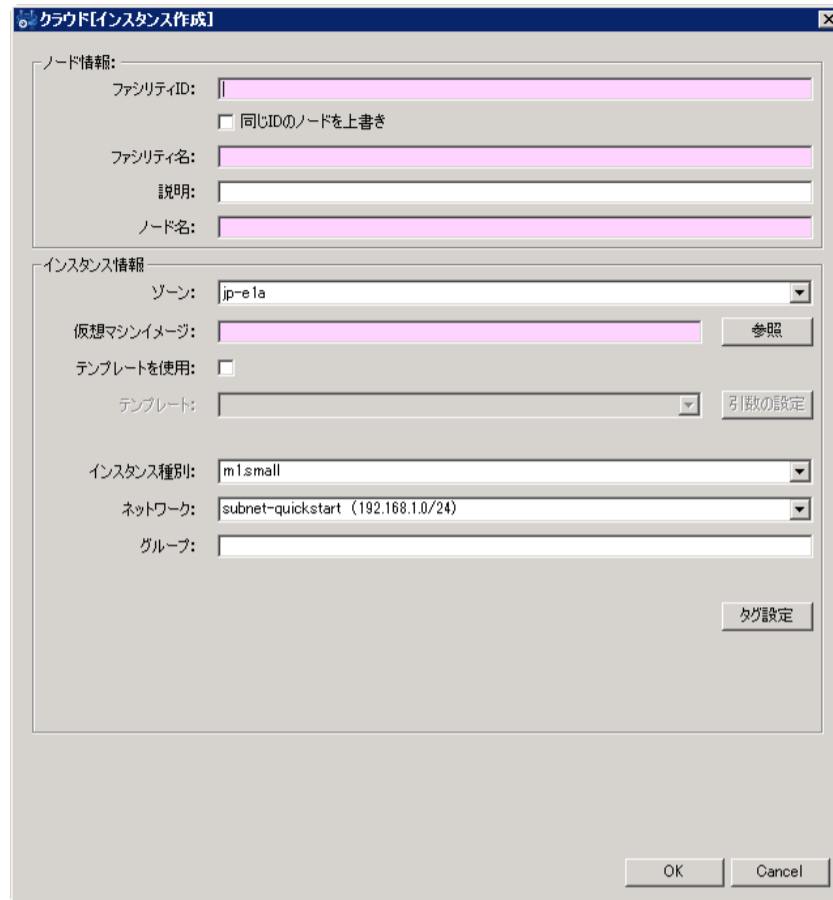 クラウド[インスタンス作成]
ノード情報:
ファシリティID:
同じIDのノードを上書き
ファシリティ名:
説明:
ノード名:
インスタンス情報
ゾーン: jp-e1a
仮想マシンイメージ: 参照
テンプレートを使用:
テンプレート: 引数の設定
インスタンス種別: m1.small
ネットワーク: subnet-quickstart (192.168.1.0/24)
グループ:
タグ設定
OK Cancel